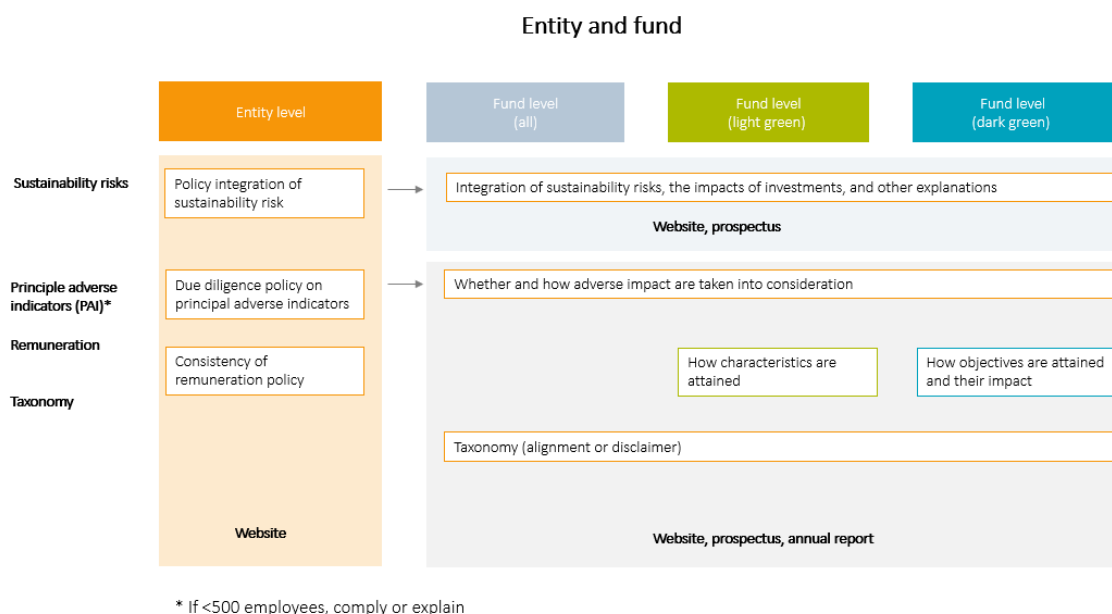 Entity and fund
Entity level
Fund level
(all)
Fund level
(light green)
Fund level
(dark green)
Sustainability risks
Policy integration of
sustainability risk
Integration of sustainability risks, the impacts of investments, and other explanations
Website, prospectus
Principle adverse
indicators (PAI)*
Due diligence policy on
principal adverse indicators
Whether and how adverse impact are taken into consideration
Remuneration
Consistency of
remuneration policy
How characteristics are
attained
How objectives are attained
and their impact
Taxonomy
Taxonomy (alignment or disclaimer)
Website
Website, prospectus, annual report
* If <500 employees, comply or explain